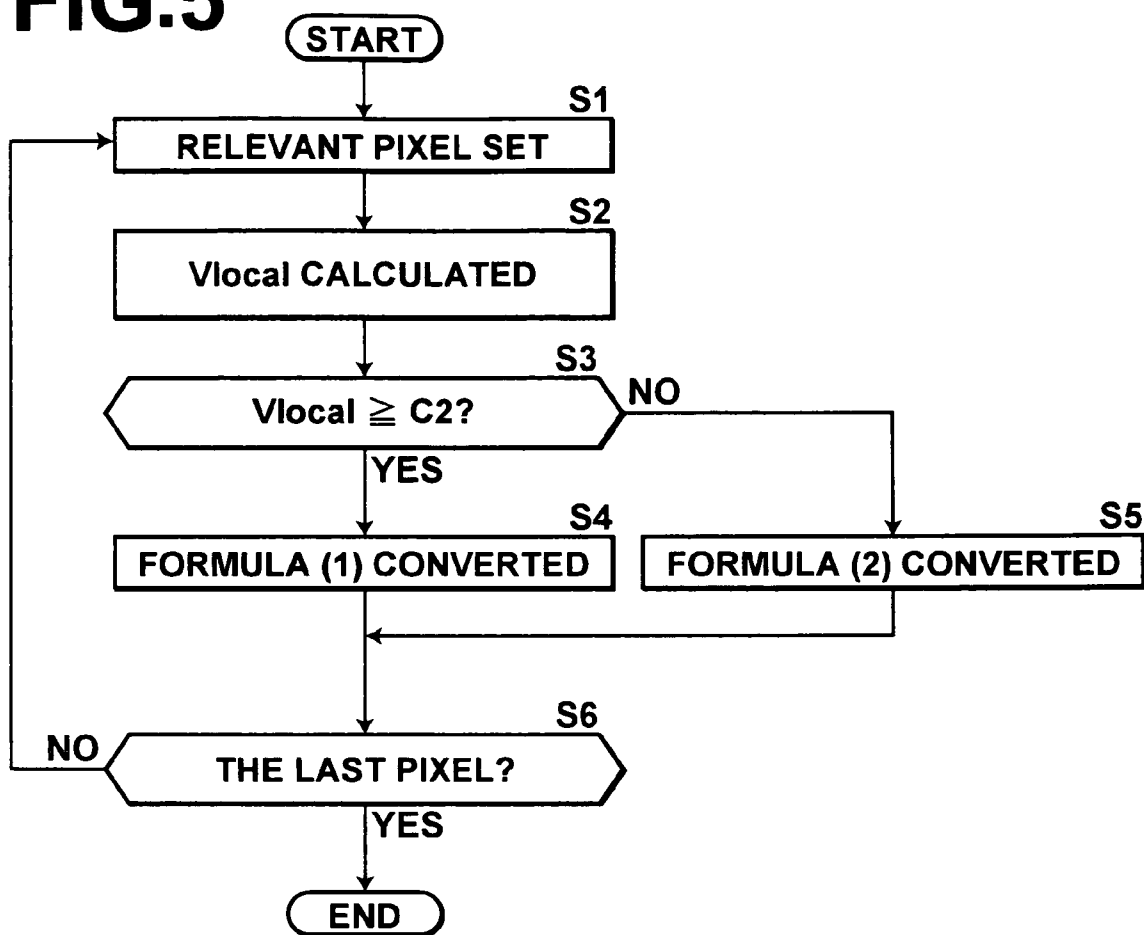 FIG.5
START
S1
RELEVANT PIXEL SET
S2
Vlocal CALCULATED
S3
Vlocal ≧ C2?
NO
YES
S4
FORMULA (1) CONVERTED
S5
FORMULA (2) CONVERTED
S6
THE LAST PIXEL?
NO
YES
END